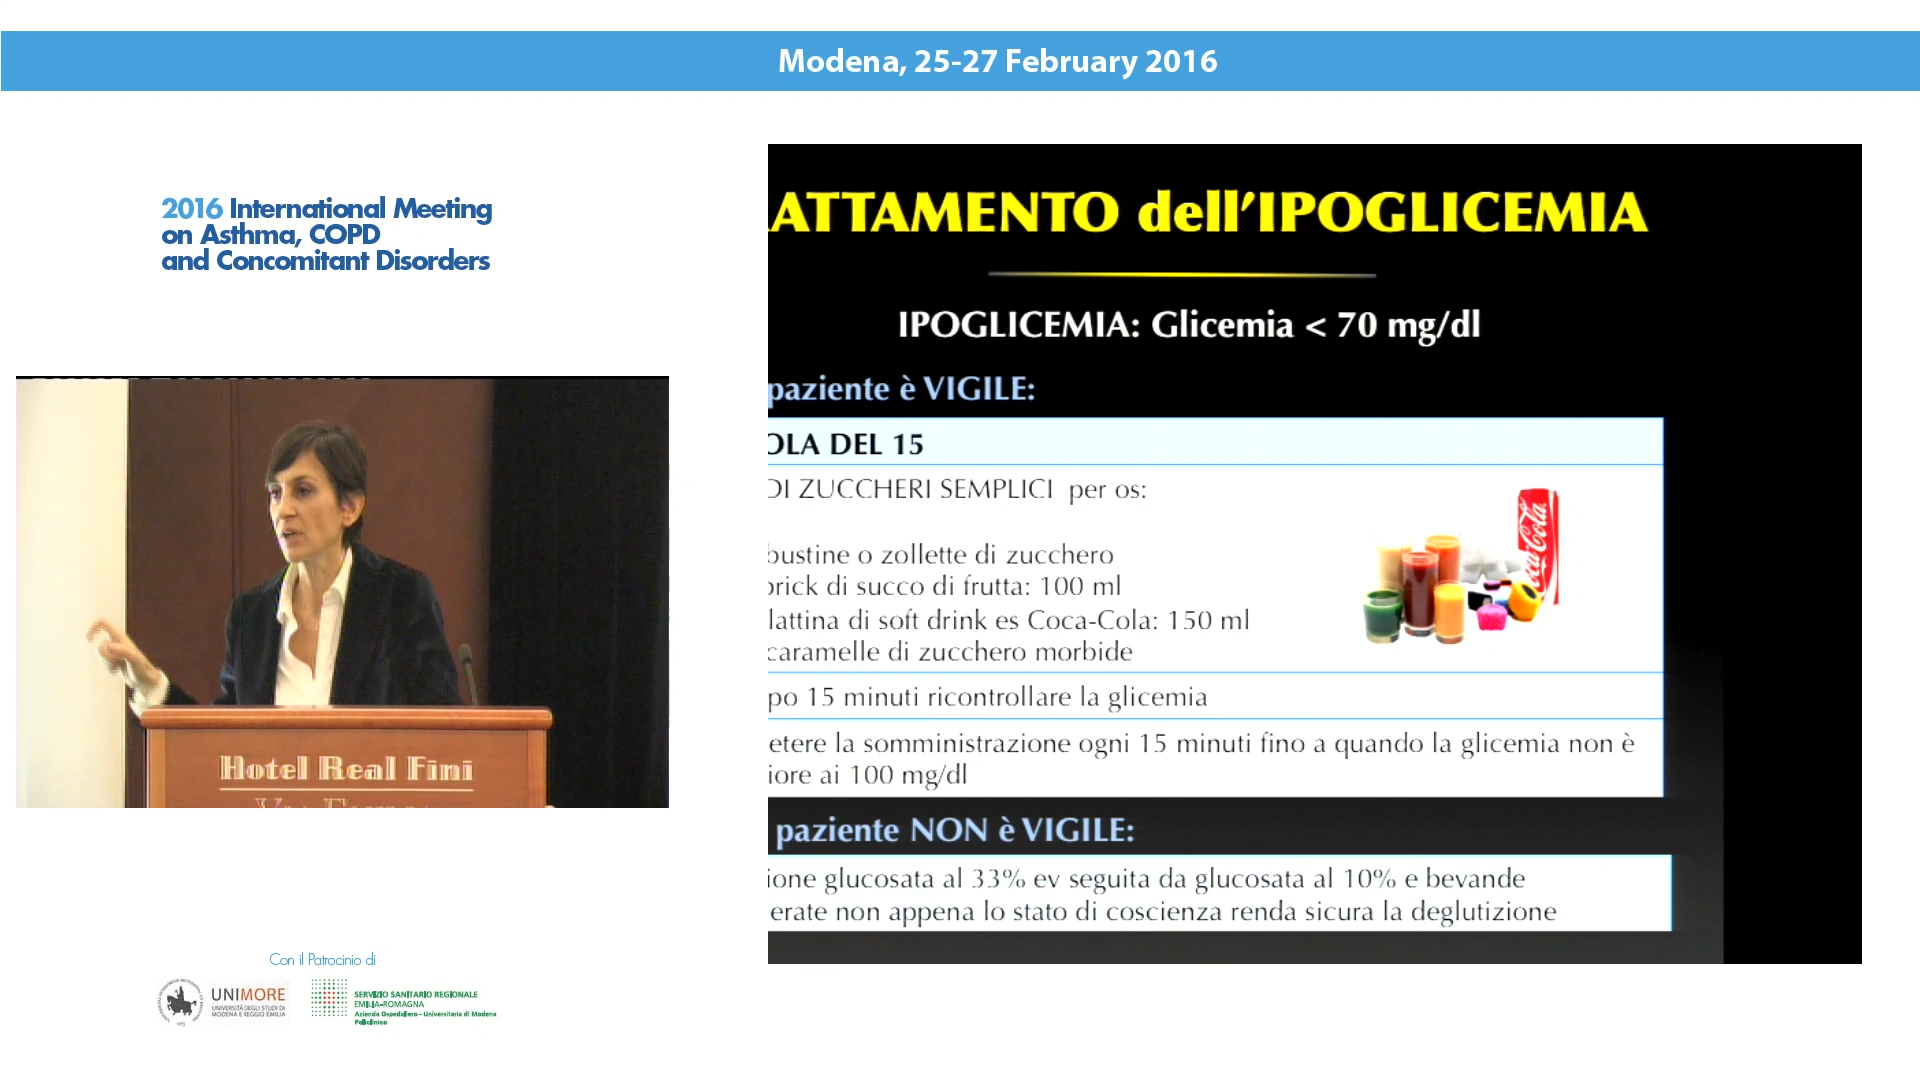 Modena, 25-27 February 2016
2016 International Meeting
on Asthma, COPD
and Concomitant Disorders
ATTAMENTO dell’IPOGLICEMIA
IPOGLICEMIA: Glicemia < 70 mg/dl
paziente è VIGILE:
OLA DEL 15
DI ZUCCHERI SEMPLICI per os:
bustine o zollette di zucchero
brick di succo di frutta: 100 ml
lattina di soft drink es Coca-Cola: 150 ml
caramelle di zucchero morbide
po 15 minuti ricontrollare la glicemia
etere la somministrazione ogni 15 minuti fino a quando la glicemia non è
iore ai 100 mg/dl
paziente NON è VIGILE:
ione glucosata al 33% ev seguita da glucosata al 10% e bevande
erate non appena lo stato di coscienza renda sicura la deglutizione
Coca-Cola
Hotel Real Fini
Con il Patrocinio di
UNIMORE
UNIVERSITÀ DEGLI STUDI DI
MODENA E REGGIO EMILIA
SERVIZIO SANITARIO REGIONALE
EMILIA-ROMAGNA
Azienda Ospedaliero - Universitaria di Modena
Policlinico